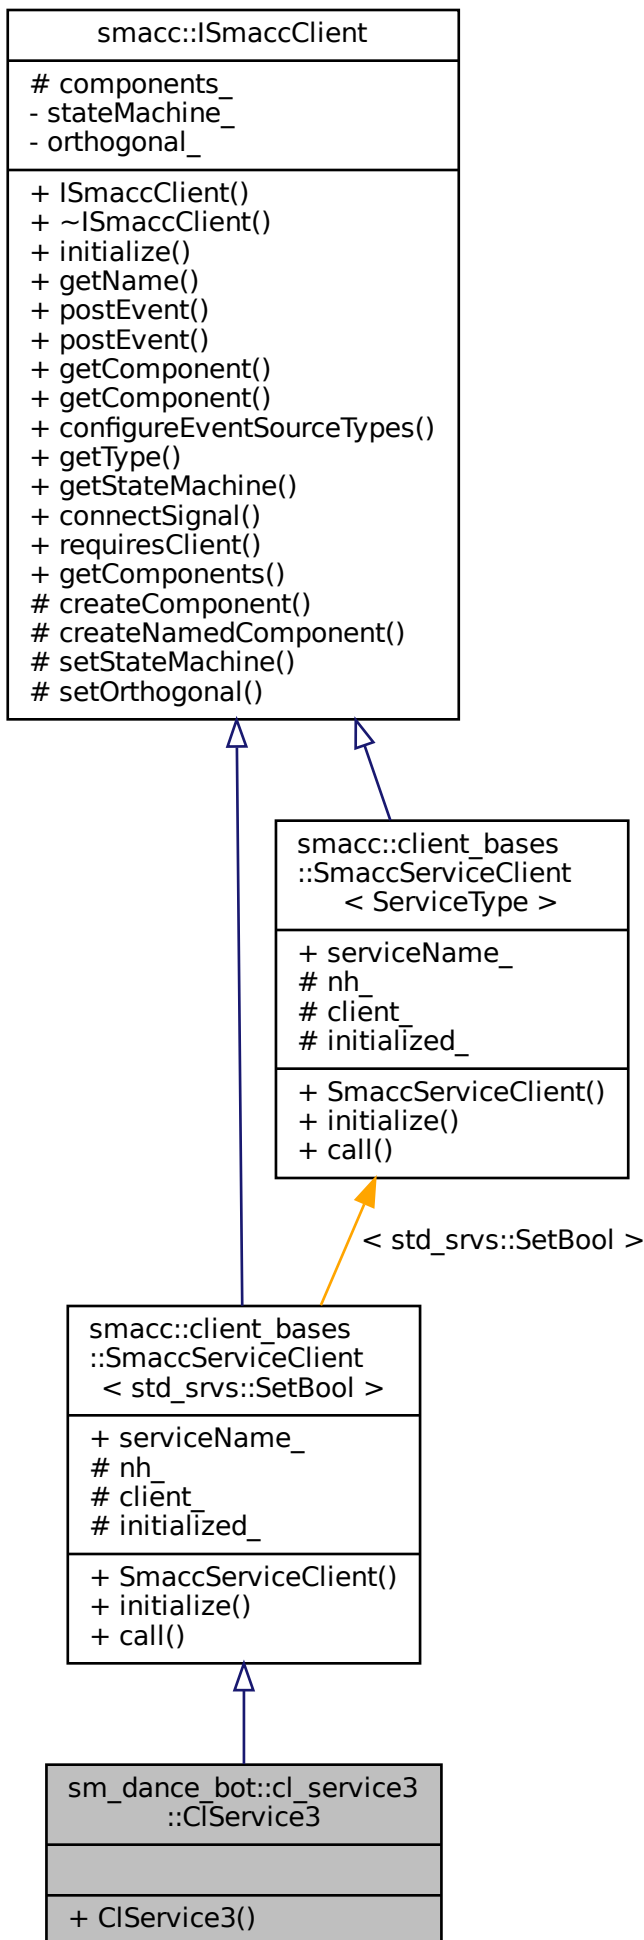 smacc::ISmaccClient
# components_
- stateMachine_
- orthogonal_
+ ISmaccClient()
+ ~ISmaccClient()
+ initialize()
+ getName()
+ postEvent()
+ postEvent()
+ getComponent()
+ getComponent()
+ configureEventSourceTypes()
+ getType()
+ getStateMachine()
+ connectSignal()
+ requiresClient()
+ getComponents()
# createComponent()
# createNamedComponent()
# setStateMachine()
# setOrthogonal()
smacc::client_bases
::SmaccServiceClient
< ServiceType >
+ serviceName_
# nh_
# client_
# initialized_
+ SmaccServiceClient()
+ initialize()
+ call()
< std_srvs::SetBool >
smacc::client_bases
::SmaccServiceClient
< std_srvs::SetBool >
+ serviceName_
# nh_
# client_
# initialized_
+ SmaccServiceClient()
+ initialize()
+ call()
sm_dance_bot::cl_service3
::ClService3
+ ClService3()